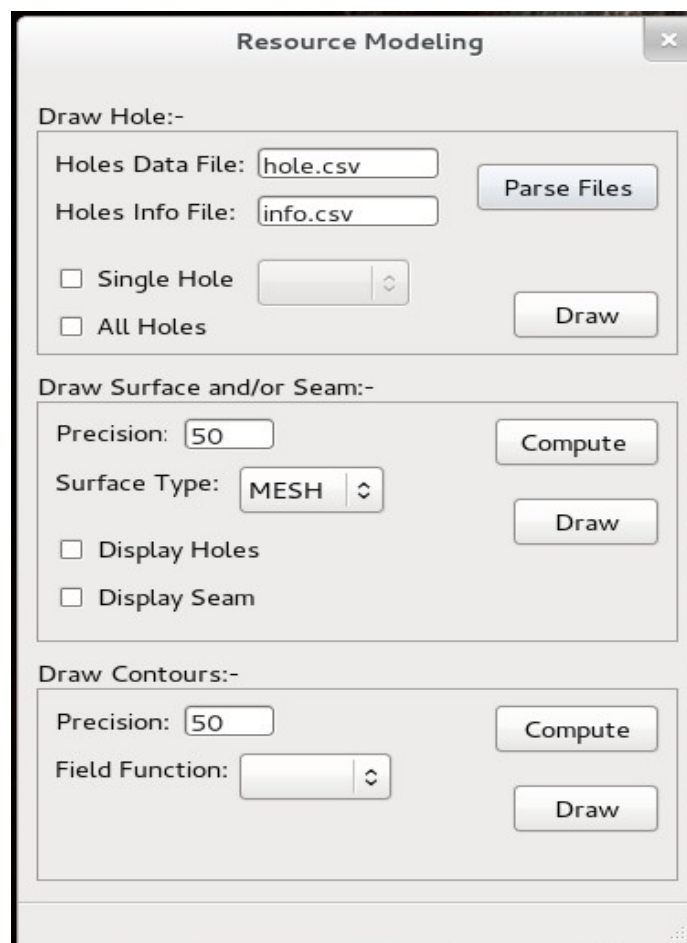 Resource Modeling
Draw Hole:-
Holes Data File: hole.csv
Parse Files
Holes Info File: info.csv
Single Hole
All Holes
Draw
Draw Surface and/or Seam:-
Precision: 50
Compute
Surface Type: MESH
Draw
Display Holes
Display Seam
Draw Contours:-
Precision: 50
Compute
Field Function:
Draw